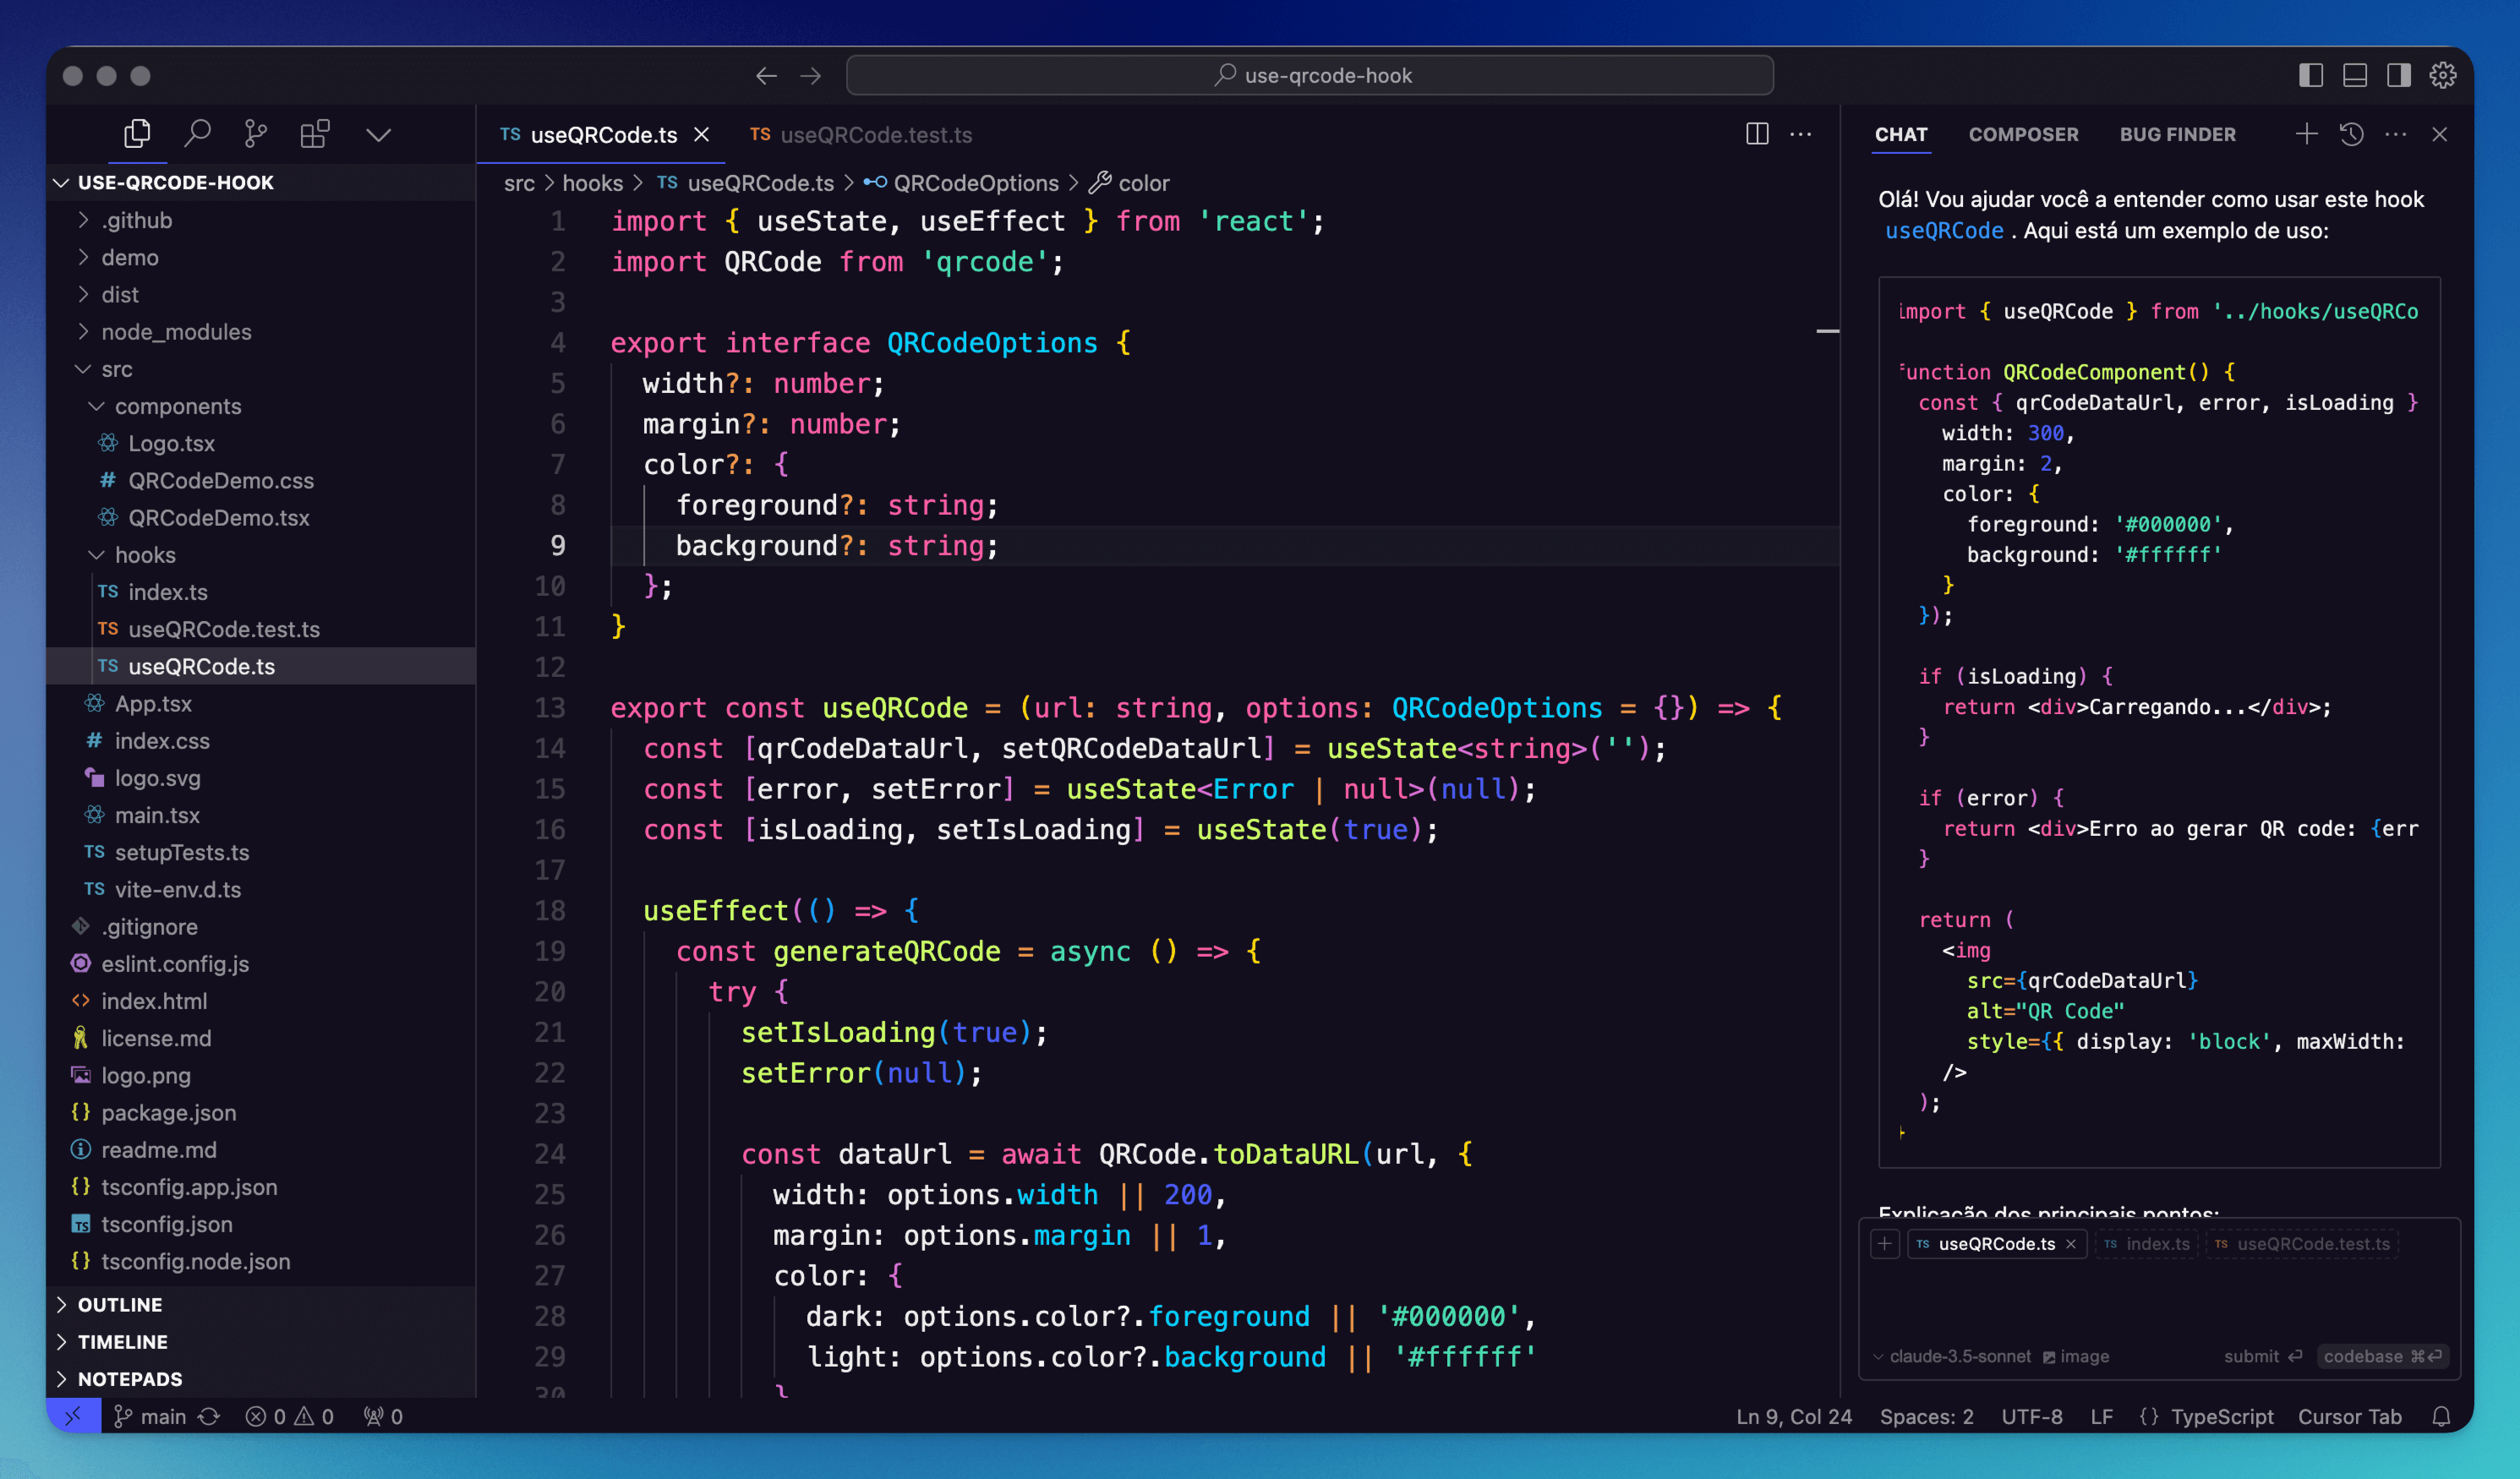 use-qrcode-hook
USE-QRCODE-HOOK
.github
demo
dist
node_modules
src
components
Logo.tsx
# QRCodeDemo.css
QRCodeDemo.tsx
hooks
TS index.ts
TS useQRCode.test.ts
TS useQRCode.ts
App.tsx
# index.css
logo.svg
main.tsx
TS setupTests.ts
TS vite-env.d.ts
.gitignore
eslint.config.js
<> index.html
license.md
logo.png
{} package.json
readme.md
{} tsconfig.app.json
TS tsconfig.json
{} tsconfig.node.json
OUTLINE
TIMELINE
NOTEPADS
TS useQRCode.ts
TS useQRCode.test.ts
src > hooks > TS useQRCode.ts > QRCodeOptions > color
1 import { useState, useEffect } from 'react';
2 import QRCode from 'qrcode';
3
4 export interface QRCodeOptions {
5 width?: number;
6 margin?: number;
7 color?: {
8 foreground?: string;
9 background?: string;
10 };
11 }
12
13 export const useQRCode = (url: string, options: QRCodeOptions = {}) => {
14 const [qrCodeDataUrl, setQRCodeDataUrl] = useState<string>('');
15 const [error, setError] = useState<Error | null>(null);
16 const [isLoading, setIsLoading] = useState(true);
17
18 useEffect(() => {
19 const generateQRCode = async () => {
20 try {
21 setIsLoading(true);
22 setError(null);
23
24 const dataUrl = await QRCode.toDataURL(url, {
25 width: options.width || 200,
26 margin: options.margin || 1,
27 color: {
28 dark: options.color?.foreground || '#000000',
29 light: options.color?.background || '#ffffff'
30 }
CHAT COMPOSER BUG FINDER
Olá! Vou ajudar você a entender como usar este hook
useQRCode . Aqui está um exemplo de uso:
import { useQRCode } from '../hooks/useQRCo
function QRCodeComponent() {
const { qrCodeDataUrl, error, isLoading }
width: 300,
margin: 2,
color: {
foreground: '#000000',
background: '#ffffff'
}
});
if (isLoading) {
return <div>Carregando...</div>;
}
if (error) {
return <div>Erro ao gerar QR code: {err
}
return (
<img
src={qrCodeDataUrl}
alt="QR Code"
style={{ display: 'block', maxWidth:
/>
);
}
Explicação dos principais pontos:
TS useQRCode.ts TS index.ts TS useQRCode.test.ts
claude-3.5-sonnet image submit codebase ⌘
main 0 0 0
Ln 9, Col 24 Spaces: 2 UTF-8 LF {} TypeScript Cursor Tab